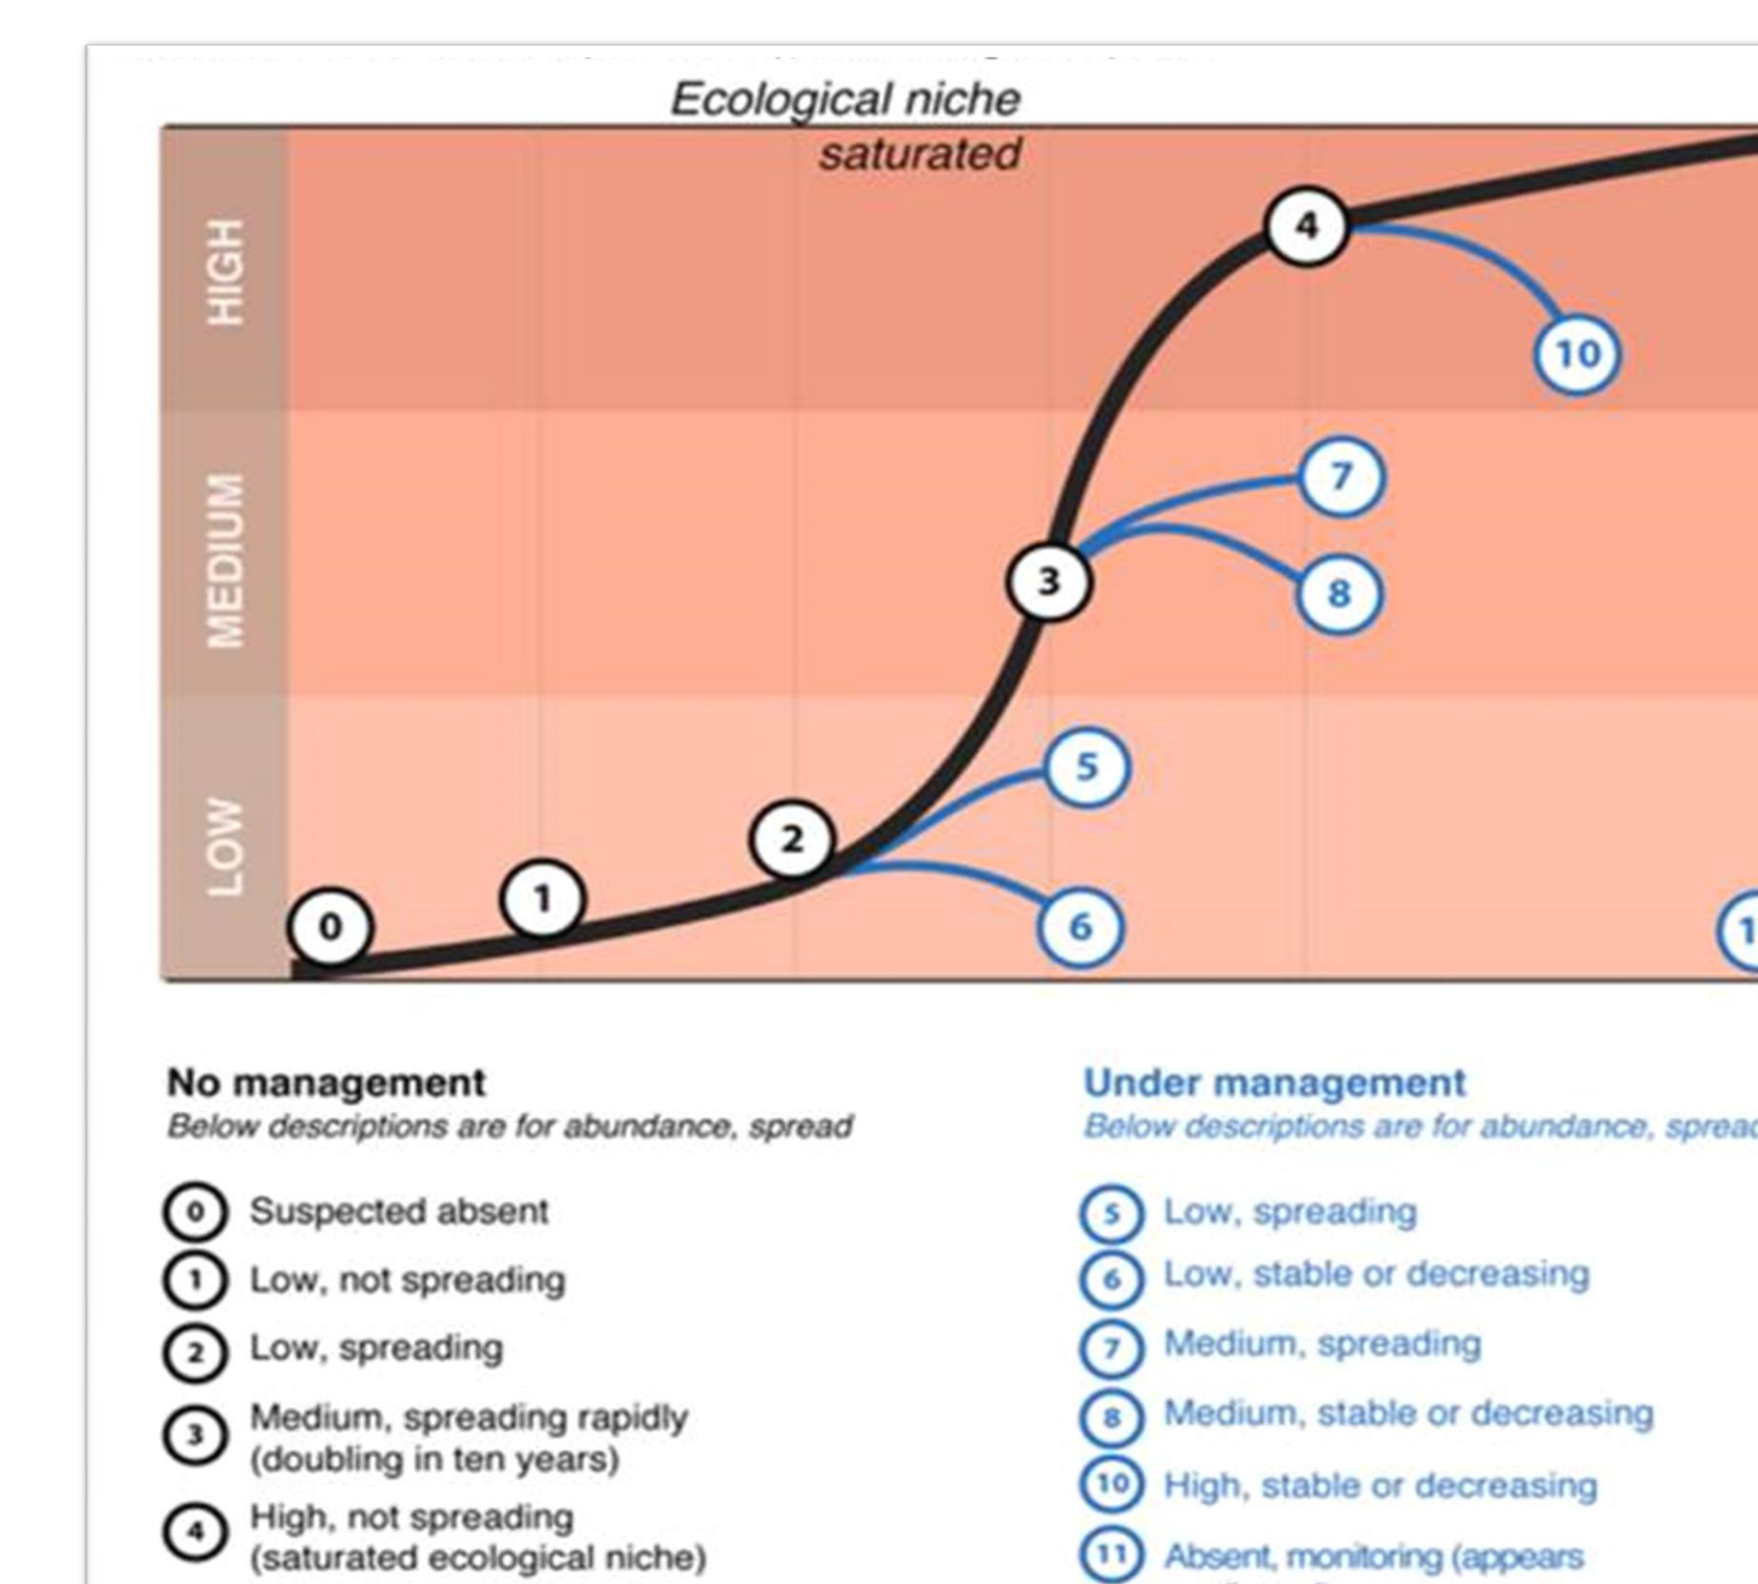 Ecological niche
saturated
HIGH
MEDIUM
LOW
4
10
7
3
8
5
2
1
0
6
1
No management
Below descriptions are for abundance, spread
0 Suspected absent
1 Low, not spreading
2 Low, spreading
3 Medium, spreading rapidly
(doubling in ten years)
4 High, not spreading
(saturated ecological niche)
Under management
Below descriptions are for abundance, spread
5 Low, spreading
6 Low, stable or decreasing
7 Medium, spreading
8 Medium, stable or decreasing
10 High, stable or decreasing
11 Absent, monitoring (appears